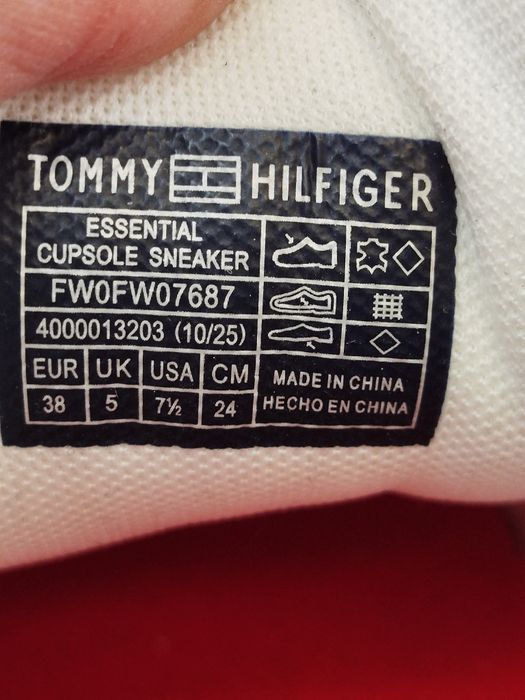 TOMMY HILFIGER
ESSENTIAL
CUPSOLE SNEAKER
FW0FW07687
4000013203 (10/25)
EUR UK USA CM
38 5 7½ 24
MADE IN CHINA
HECHO EN CHINA